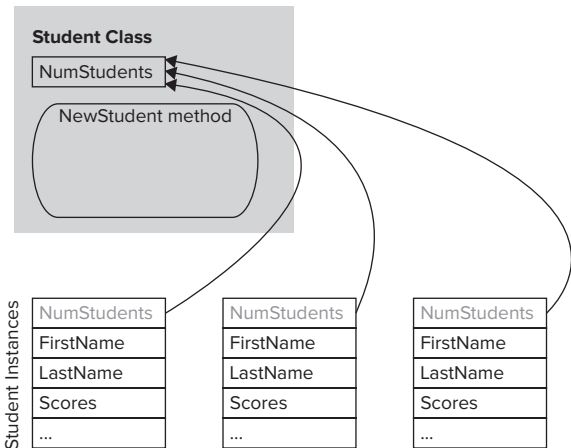 Student Class
NumStudents
NewStudent method
Student Instances
NumStudents
FirstName
LastName
Scores
...
NumStudents
FirstName
LastName
Scores
...
NumStudents
FirstName
LastName
Scores
...